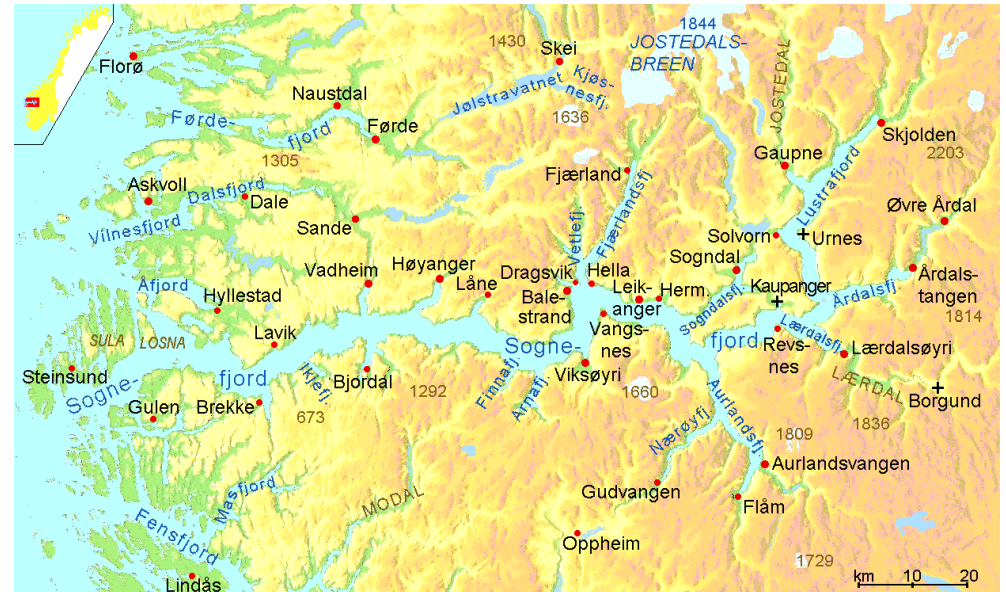 1844
JOSTEDALS-
BREEN
1430
Skei
Florø
Kjøs-
nesfj.
Jølstravatnet
Naustdal
1636
JOSTEDAL
Førde-
fjord
Førde
Skjolden
2203
1305
Gaupne
Fjærland
Lustrafjord
Askvoll
Dalsfjord
Dale
Vilnesfjord
Øvre Årdal
Sande
Vetlefj.
Fjærlandsfj
Solvorn
Urnes
Sogndal
Vadheim
Høyanger
Dragsvik
Hella
Åfjord
Låne
Bale-
strand
Leik-
anger
Herm.
Kaupanger
Årdalsfj.
Årdals-
tangen
Hyllestad
Sogndalsfj.
1814
SULA
LOSNA
Lavik
Vangs-
nes
Sogne-
fjord
Lærdalsfj.
Revs-
nes
Lærdalsøyri
Steinsund
Sogne-
fjord
Ikjefj.
Bjordal
Finnafj.
Viksøyri
LÆRDAL
Borgund
Gulen
Brekke
673
1292
Arnafj.
1660
1836
Nærøyfj.
Aurlandsfj
1809
Aurlandsvangen
Masfjord
MODAL
Gudvangen
Flåm
Fensfjord
Oppheim
1729
Lindås
km 10 20